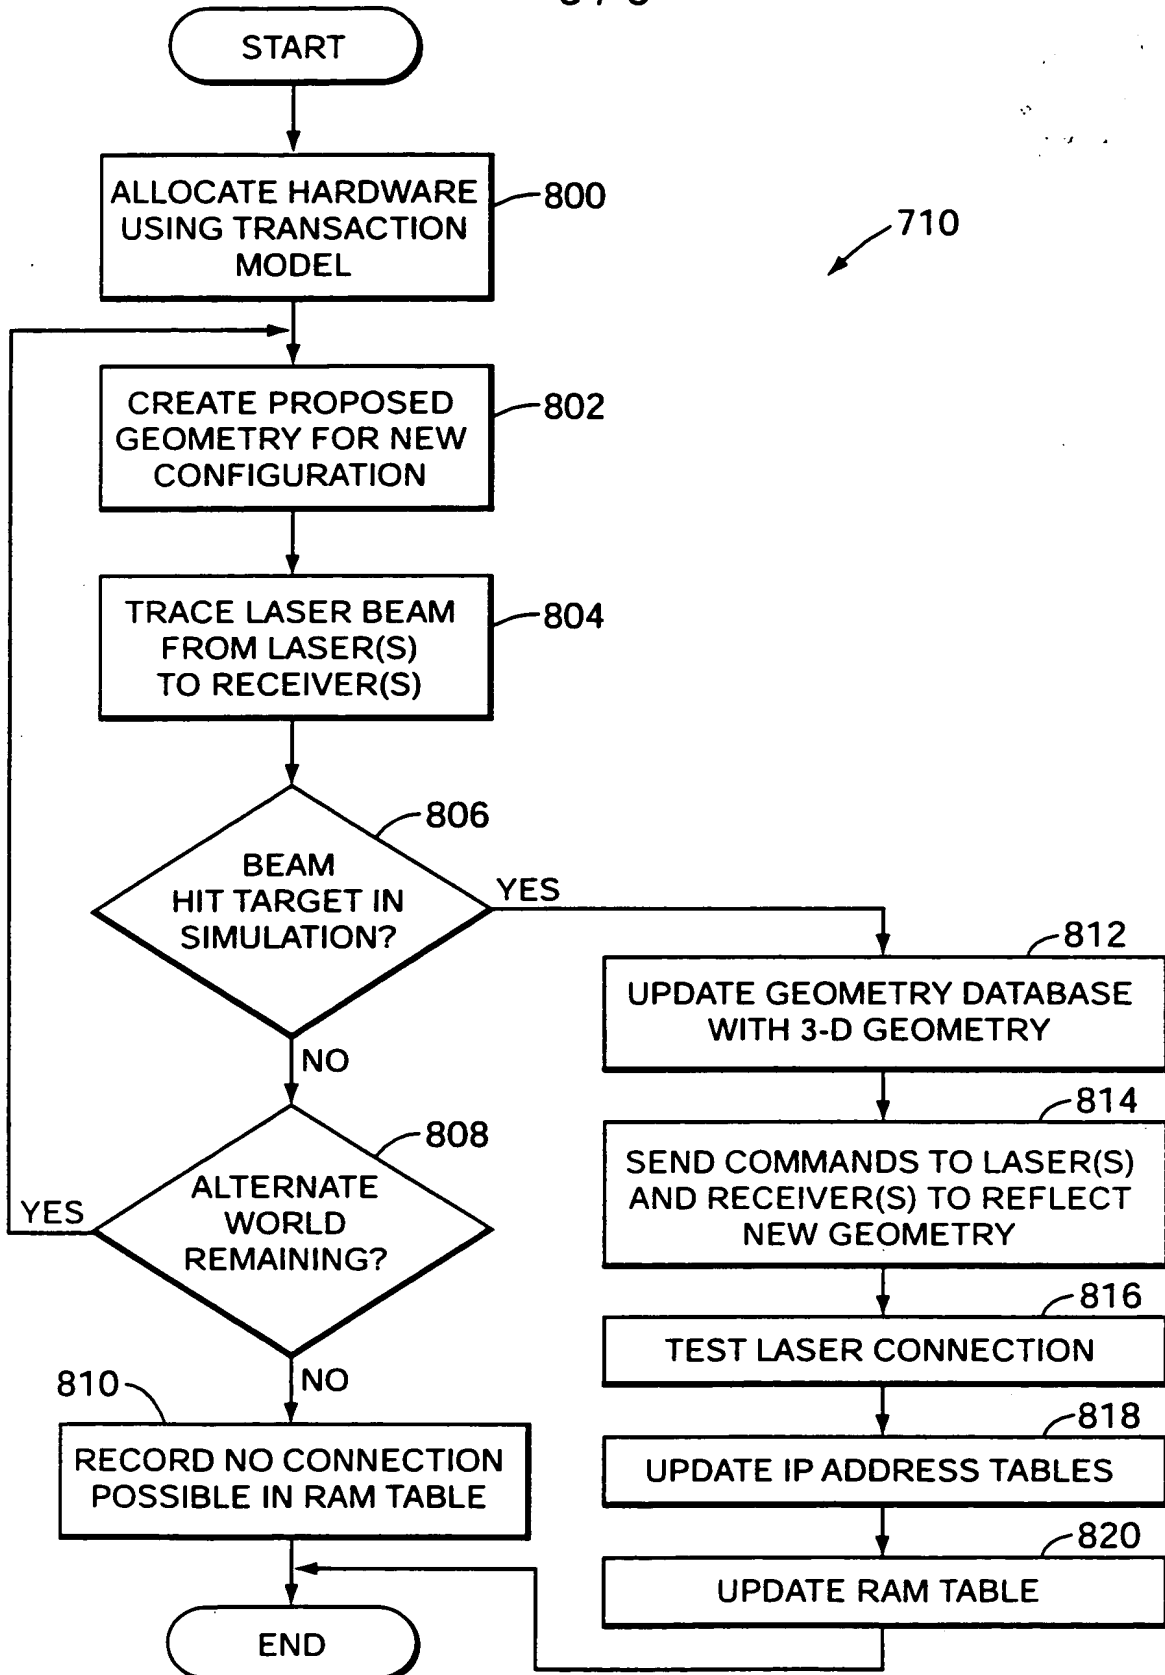 START
ALLOCATE HARDWARE
USING TRANSACTION
MODEL
800
710
CREATE PROPOSED
GEOMETRY FOR NEW
CONFIGURATION
802
TRACE LASER BEAM
FROM LASER(S)
TO RECEIVER(S)
804
806
BEAM
HIT TARGET IN
SIMULATION?
YES
NO
808
ALTERNATE
WORLD
REMAINING?
YES
NO
810
RECORD NO CONNECTION
POSSIBLE IN RAM TABLE
812
UPDATE GEOMETRY DATABASE
WITH 3-D GEOMETRY
814
SEND COMMANDS TO LASER(S)
AND RECEIVER(S) TO REFLECT
NEW GEOMETRY
816
TEST LASER CONNECTION
818
UPDATE IP ADDRESS TABLES
820
UPDATE RAM TABLE
END